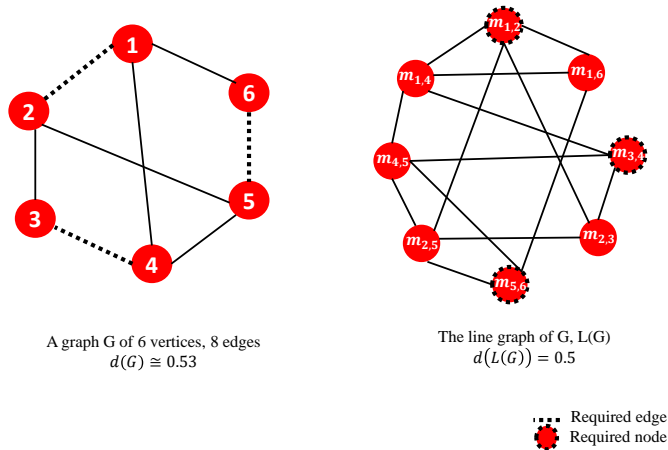 1
6
2
5
3
4
A graph G of 6 vertices, 8 edges
d(G) ≅ 0.53
m1,2
m1,4
m1,6
m3,4
m4,5
m2,5
m2,3
m5,6
The line graph of G, L(G)
d(L(G)) = 0.5
Required edge
Required node